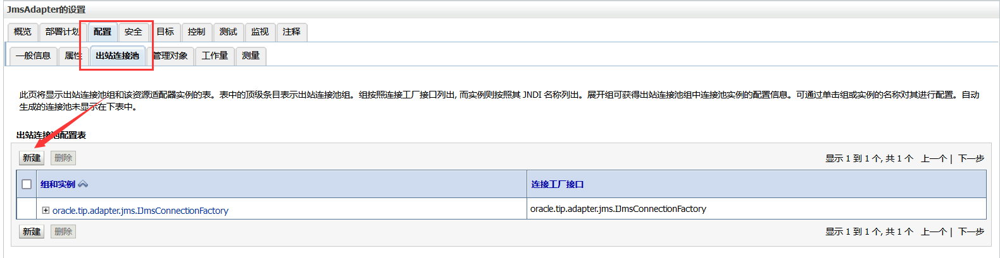 JmsAdapter的设置
概览 部署计划 配置 安全 目标 控制 测试 监视 注释
一般信息 属性 出站连接池 管理对象 工作量 测量
此页将显示出站连接池组和该资源适配器实例的表。表中的顶级条目表示出站连接池组。组按照连接工厂接口列出, 而实例则按照其 JNDI 名称列出。展开组可获得出站连接池组中连接池实例的配置信息。可通过单击组或实例的名称对其进行配置。自动
生成的连接池未显示在下表中。
出站连接池配置表
新建 删除 显示 1 到 1 个, 共 1 个 上一个 | 下一步
组和实例 连接工厂接口
oracle.tip.adapter.jms.IJmsConnectionFactory oracle.tip.adapter.jms.IJmsConnectionFactory
新建 删除 显示 1 到 1 个, 共 1 个 上一个 | 下一步